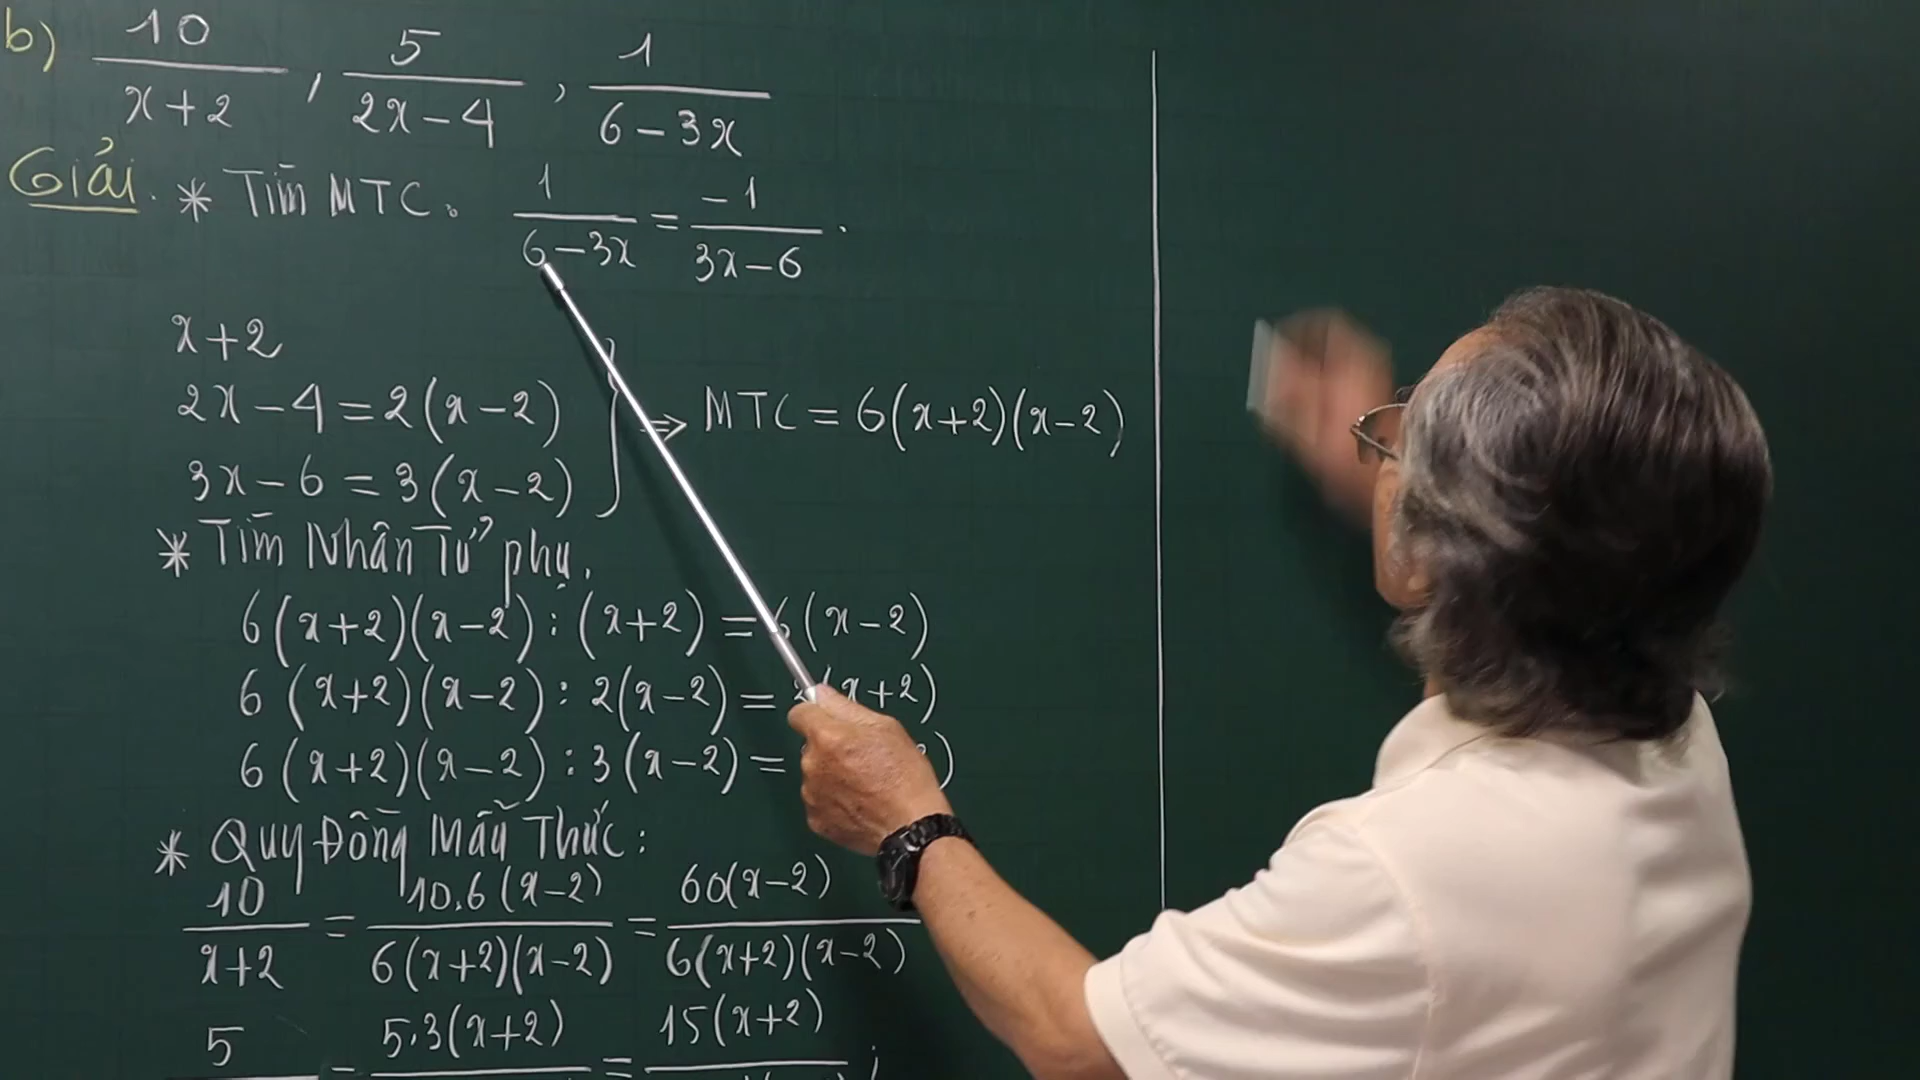 b) 10/(x+2) , 5/(2x-4) , 1/(6-3x)
Giải. * Tìm MTC. 1/(6-3x) = -1/(3x-6).
x+2
2x-4=2(x-2)
3x-6=3(x-2) } => MTC = 6(x+2)(x-2)
* Tìm Nhân Tử phụ.
6(x+2)(x-2):(x+2) = 6(x-2)
6(x+2)(x-2):2(x-2) = (x+2)
6(x+2)(x-2):3(x-2) = )
* Quy Đồng Mẫu Thức:
10/(x+2) = 10.6(x-2)/6(x+2)(x-2) = 60(x-2)/6(x+2)(x-2)
5 = 5.3(x+2) = 15(x+2) ;